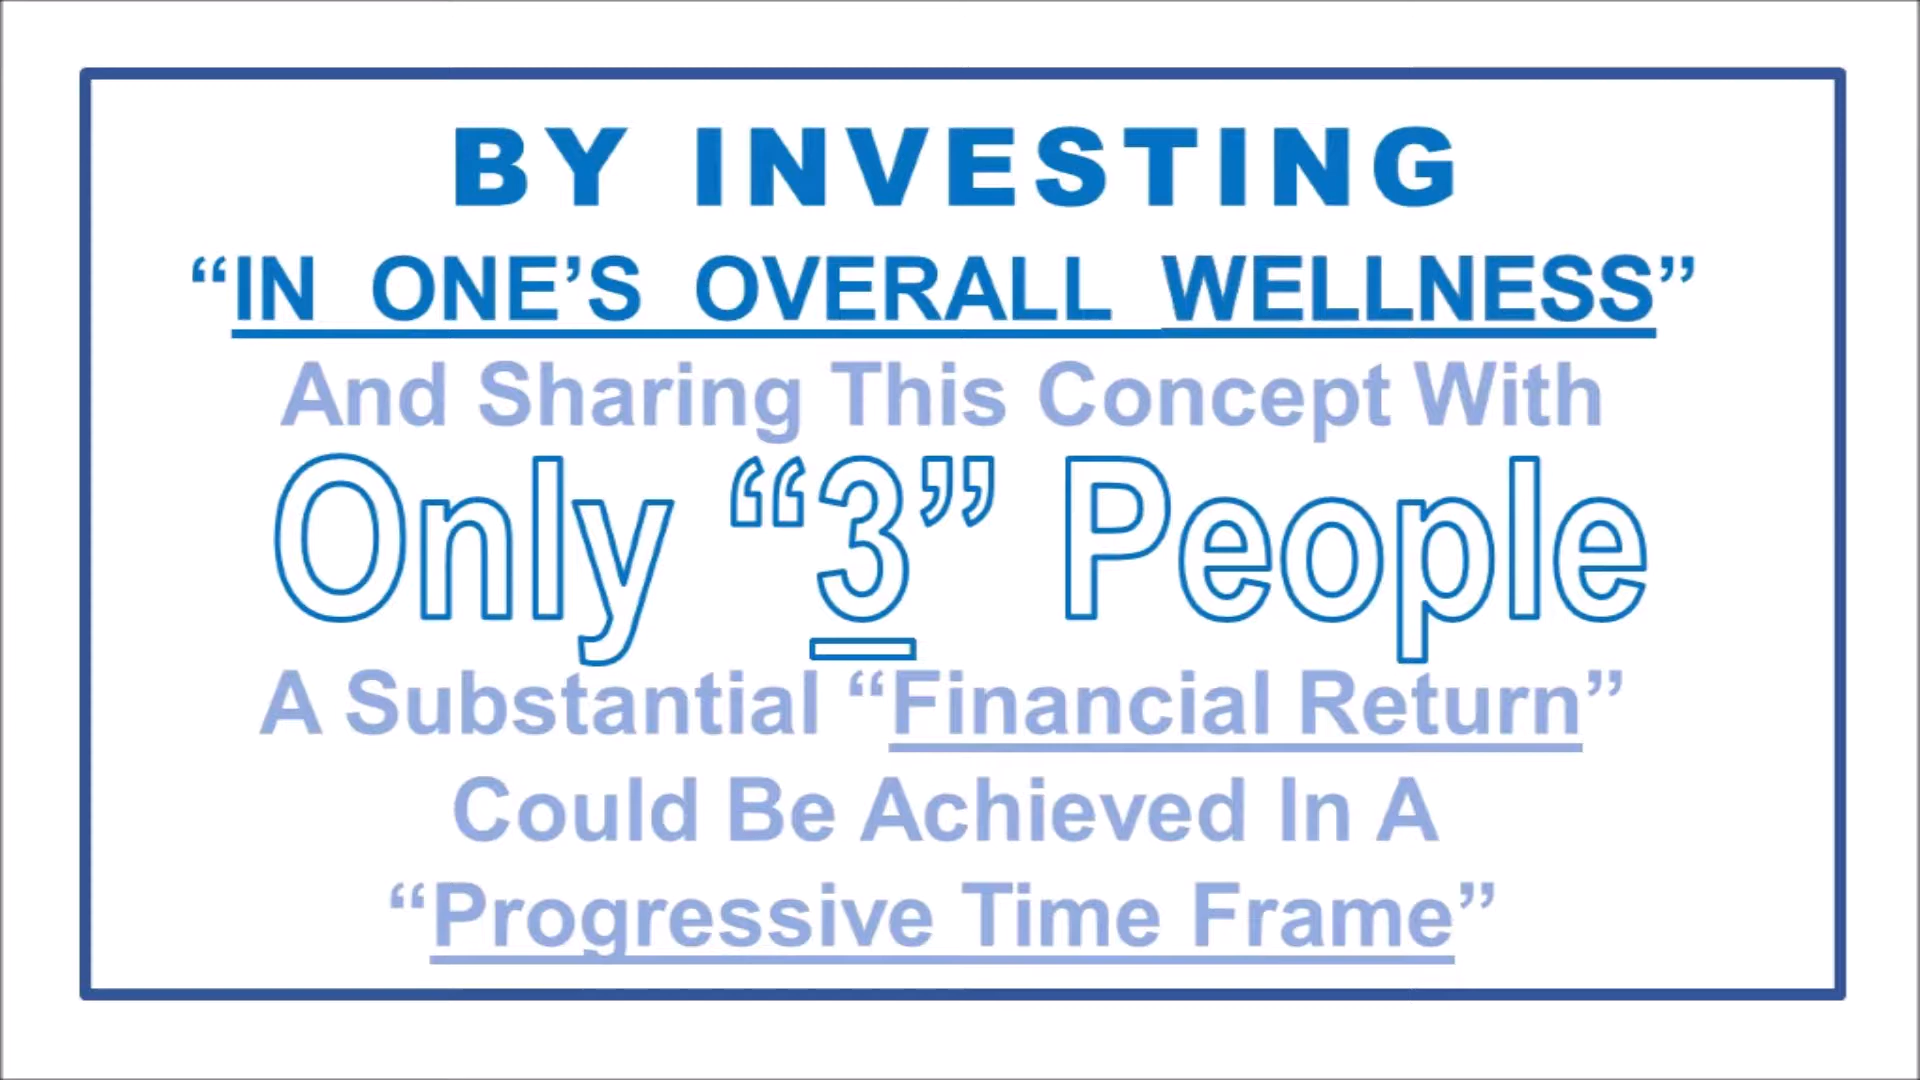 BY INVESTING
“IN ONE’S OVERALL WELLNESS”
And Sharing This Concept With
Only “3” People
A Substantial “Financial Return”
Could Be Achieved In A
“Progressive Time Frame”